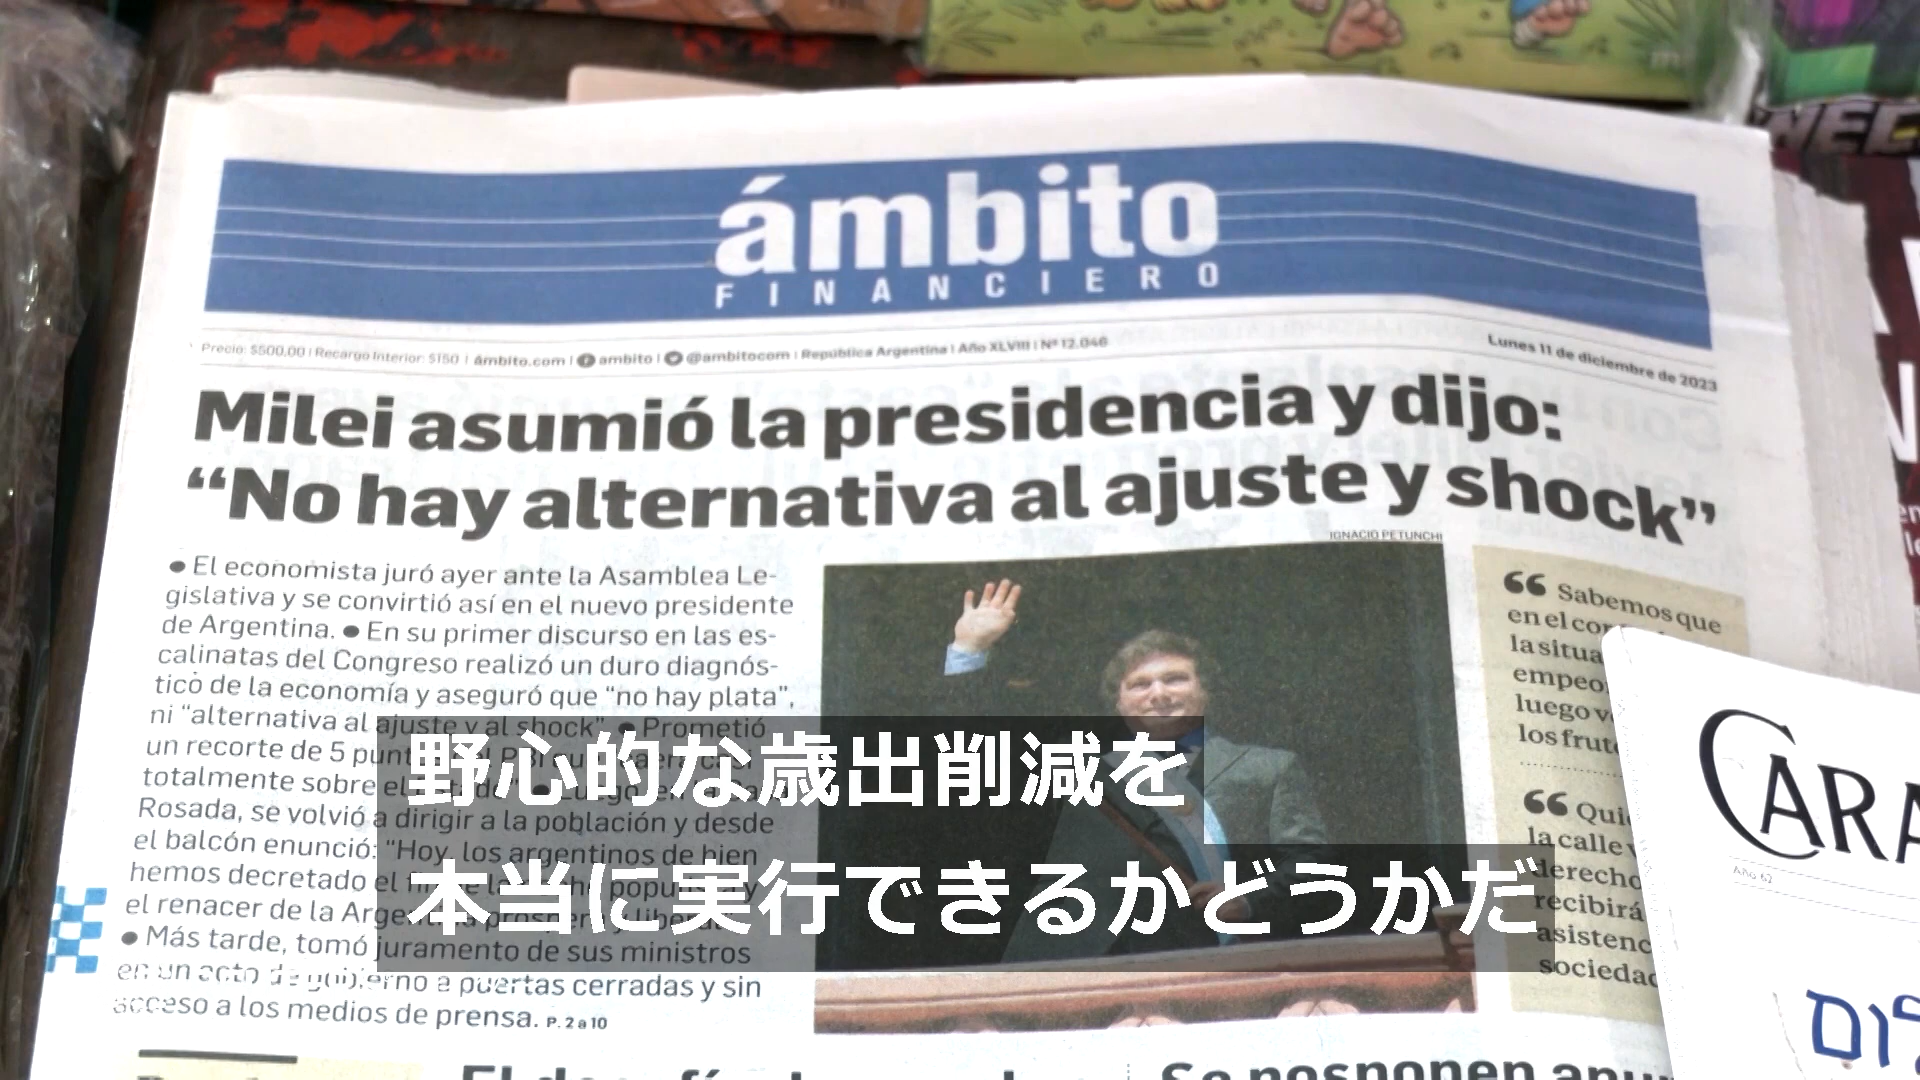 ámbito
FINANCIERO
Precio: $500,00 | Recargo Interior: $150 | ámbito.com | ambito | @ambitocom | República Argentina | Año XLVIII | Nº 12.046
Lunes 11 de diciembre de 2023
Milei asumió la presidencia y dijo:
“No hay alternativa al ajuste y shock”
IGNACIO PETUNCHI
● El economista juró ayer ante la Asamblea Le-
gislativa y se convirtió así en el nuevo presidente
de Argentina. ● En su primer discurso en las es-
calinatas del Congreso realizó un duro diagnós-
tico de la economía y aseguró que “no hay plata”,
ni “alternativa al ajuste y al shock”. ● Prometió
un recorte de 5
totalmente sobre el
Rosada, se volvió a dirigir a la población y desde
el balcón enunció: “Hoy, los argentinos de bien
hemos decretado el
el renacer de la
● Más tarde, tomó juramento de sus ministros
en un acto de gobierno a puertas cerradas y sin
acceso a los medios de prensa. P. 2 a 10
“ Sabemos que
en el
la
luego
los
“
la calle
derecho
recibirá
野心的な歳出削減を
本当に実行できるかどうかだ
Año 62